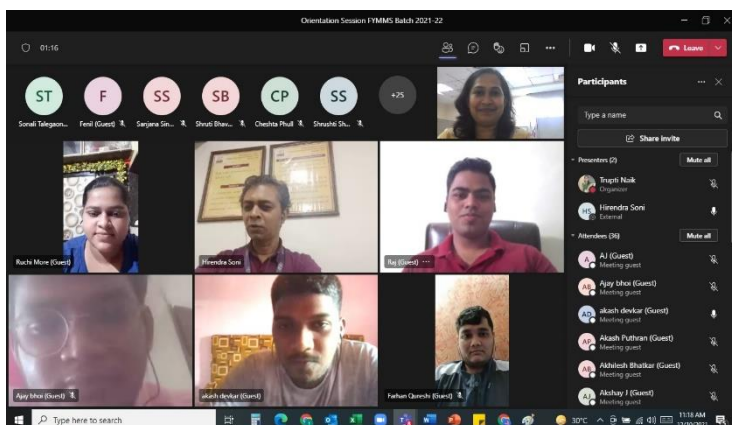 Orientation Session FYMMS Batch 2021-22
01:16
Leave
ST
F
SS
SB
CP
SS
+25
Sonali Talegaon...
Fenil (Guest)
Sanjana Sin...
Shruti Bhav...
Cheshta Phull
Shrushti Sh...
Ruchi More (Guest)
Hirendra Soni
Raj (Guest)
Ajay bhoi (Guest)
akash devkar (Guest)
Farhan Qureshi (Guest)
Participants
Type a name
Share invite
Presenters (2)
Mute all
Trupti Naik
Organizer
HS
Hirendra Soni
External
Attendees (36)
Mute all
A
AJ (Guest)
Meeting guest
AB
Ajay bhoi (Guest)
Meeting guest
AD
akash devkar (Guest)
Meeting guest
AP
Akash Puthran (Guest)
Meeting guest
AB
Akhilesh Bhatkar (Guest)
Meeting guest
AJ
Akshay J (Guest)
Meeting guest
Type here to search
30°C
11:18 AM